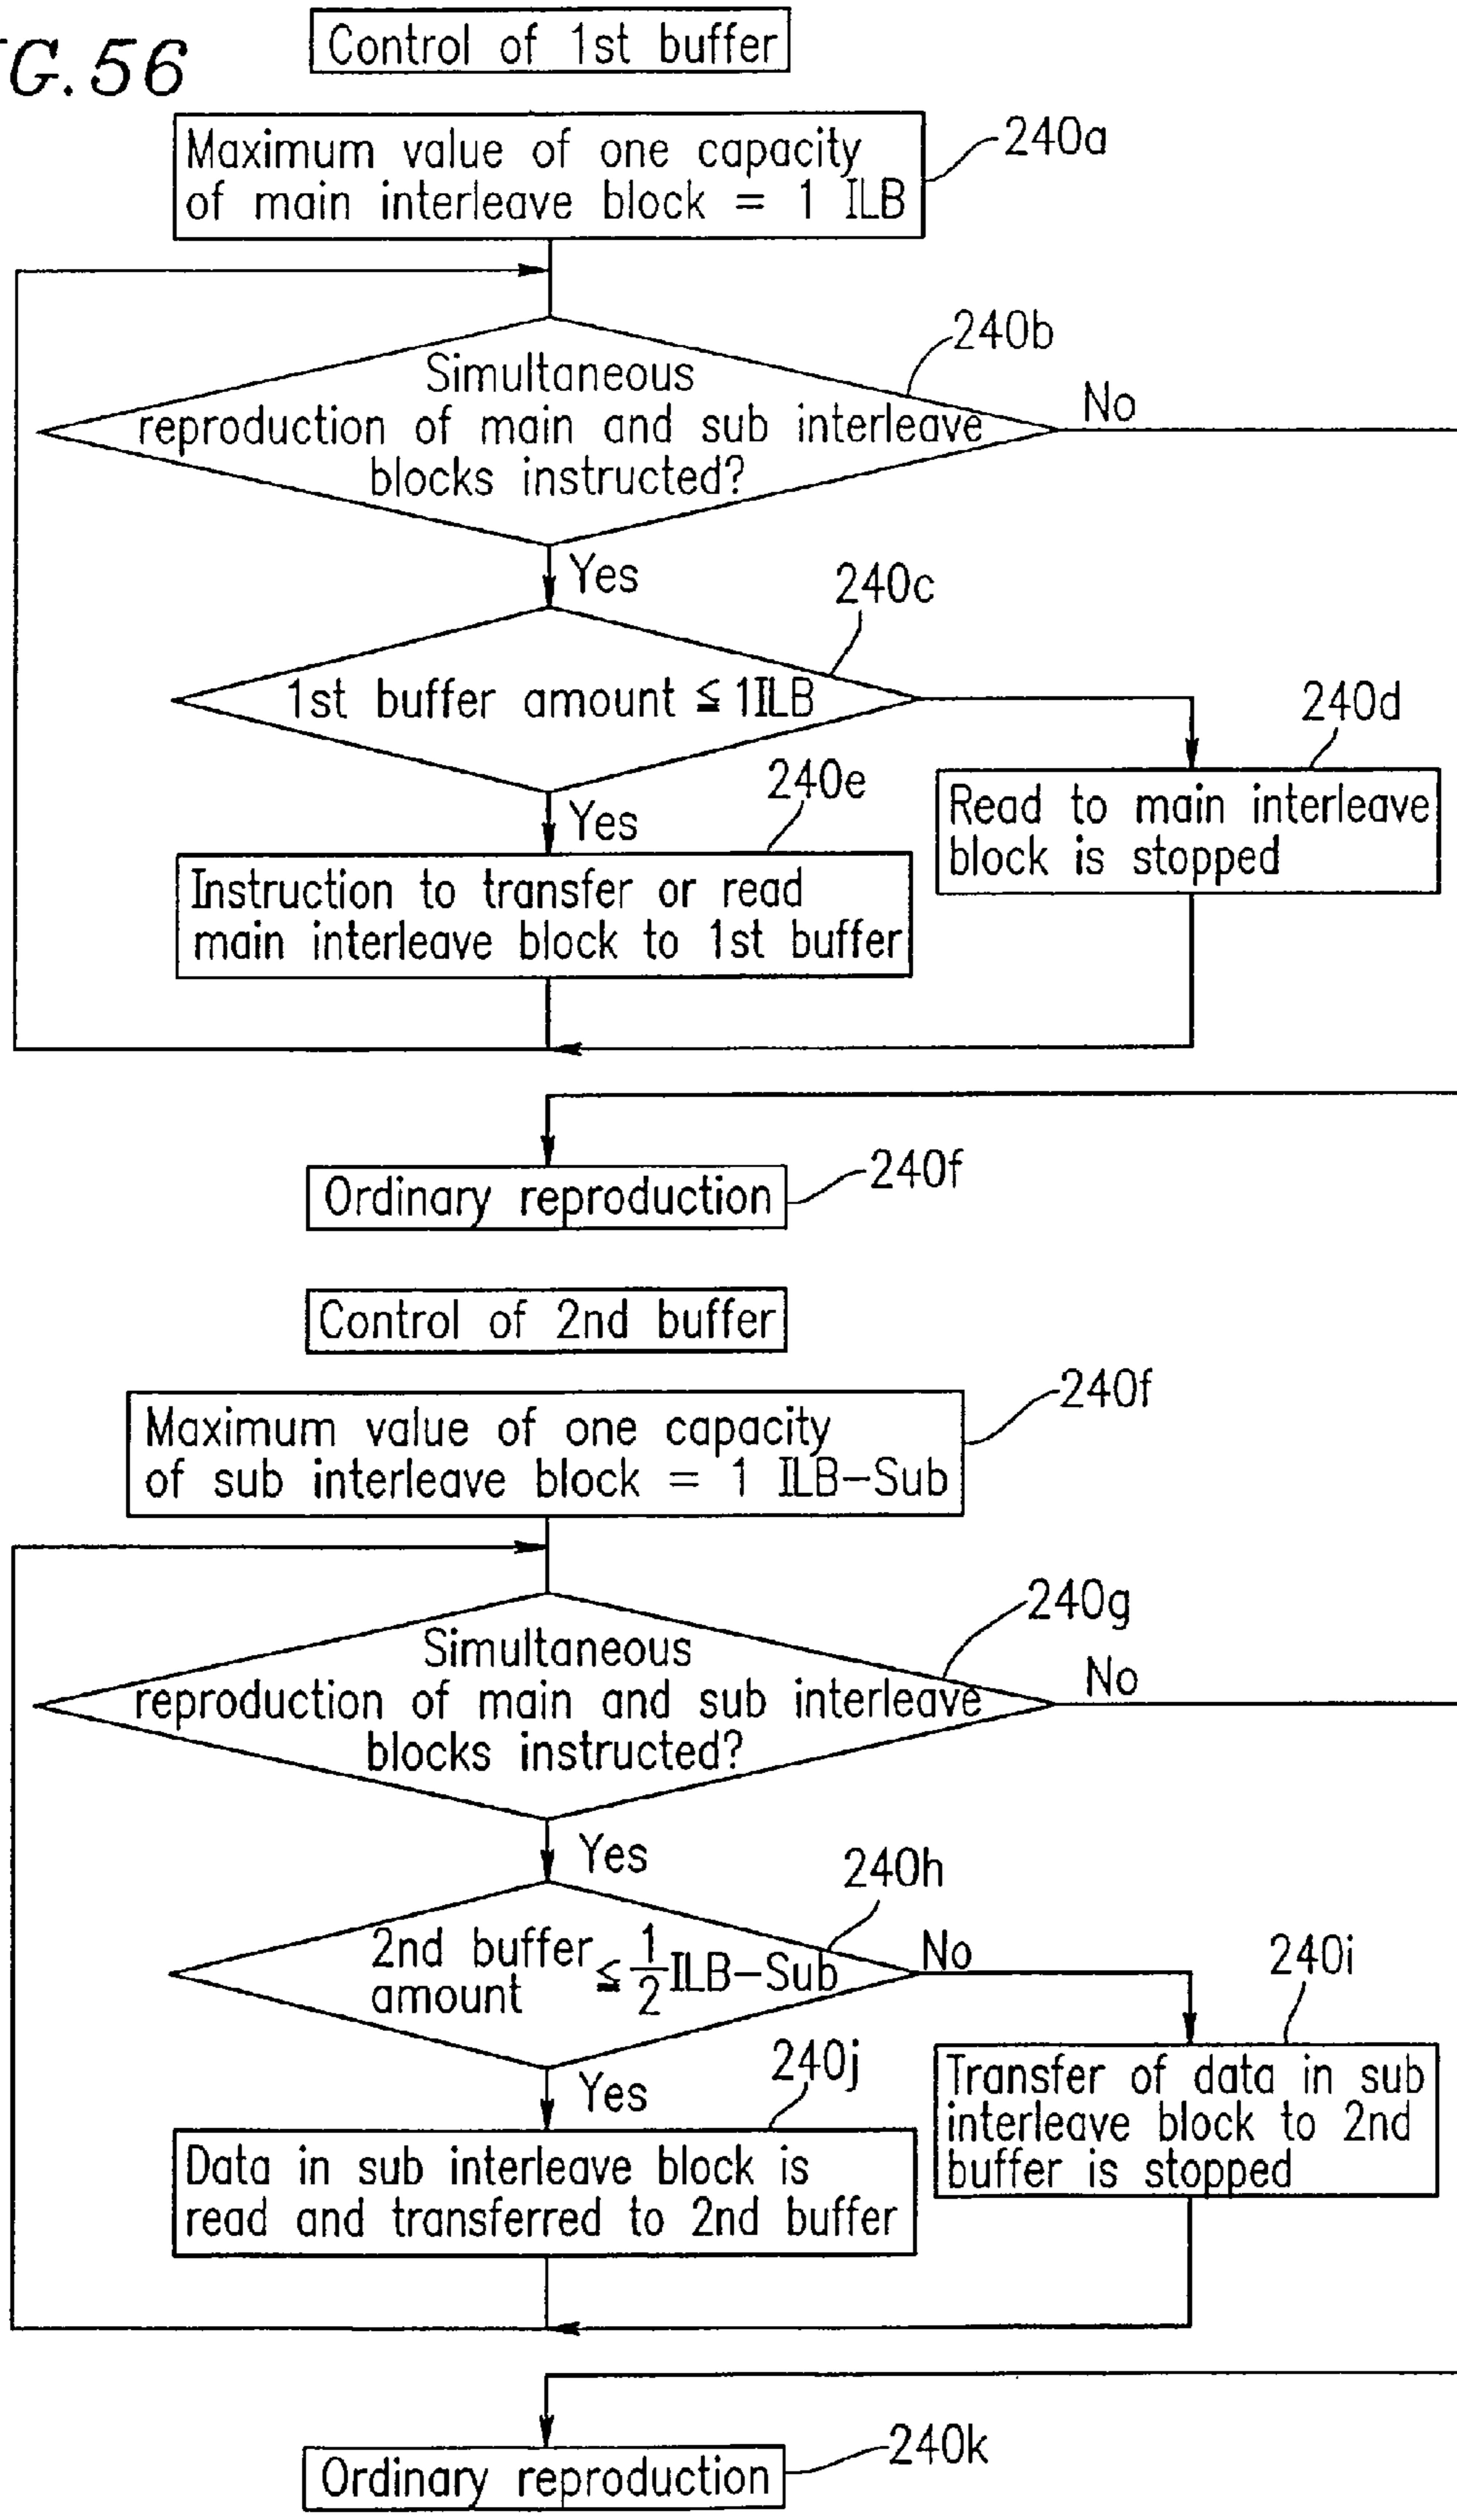 G.56
Control of 1st buffer
Maximum value of one capacity
of main interleave block = 1 ILB
240a
240b
Simultaneous
reproduction of main and sub interleave
blocks instructed?
No
Yes
240c
1st buffer amount ≦ 1ILB
240d
240e
Yes
Read to main interleave
block is stopped
Instruction to transfer or read
main interleave block to 1st buffer
Ordinary reproduction
240f
Control of 2nd buffer
240f
Maximum value of one capacity
of sub interleave block = 1 ILB-Sub
240g
Simultaneous
reproduction of main and sub interleave
blocks instructed?
No
Yes
240h
2nd buffer
amount
≦ 1/2 ILB-Sub
No
240i
240j
Yes
Transfer of data in sub
interleave block to 2nd
buffer is stopped
Data in sub interleave block is
read and transferred to 2nd buffer
240k
Ordinary reproduction